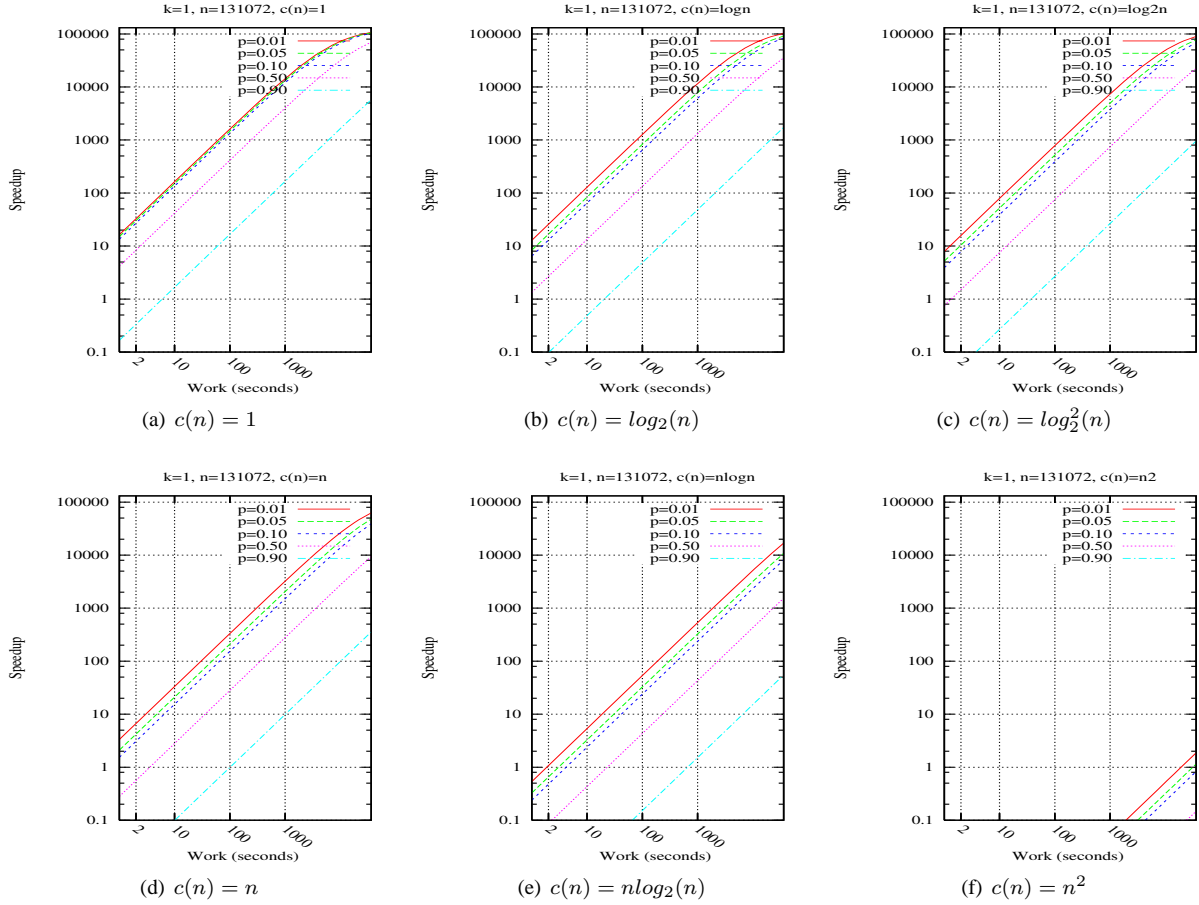 k=1, n=131072, c(n)=1
100000
10000
1000
100
10
1
0.1
Speedup
p=0.01
p=0.05
p=0.10
p=0.50
p=0.90
2
10
100
1000
Work (seconds)
(a) c(n) = 1
k=1, n=131072, c(n)=logn
100000
10000
1000
100
10
1
0.1
Speedup
p=0.01
p=0.05
p=0.10
p=0.50
p=0.90
2
10
100
1000
Work (seconds)
(b) c(n) = log₂(n)
k=1, n=131072, c(n)=log2n
100000
10000
1000
100
10
1
0.1
Speedup
p=0.01
p=0.05
p=0.10
p=0.50
p=0.90
2
10
100
1000
Work (seconds)
(c) c(n) = log₂²(n)
k=1, n=131072, c(n)=n
100000
10000
1000
100
10
1
0.1
Speedup
p=0.01
p=0.05
p=0.10
p=0.50
p=0.90
2
10
100
1000
Work (seconds)
(d) c(n) = n
k=1, n=131072, c(n)=nlogn
100000
10000
1000
100
10
1
0.1
Speedup
p=0.01
p=0.05
p=0.10
p=0.50
p=0.90
2
10
100
1000
Work (seconds)
(e) c(n) = nlog₂(n)
k=1, n=131072, c(n)=n2
100000
10000
1000
100
10
1
0.1
Speedup
p=0.01
p=0.05
p=0.10
p=0.50
p=0.90
2
10
100
1000
Work (seconds)
(f) c(n) = n²